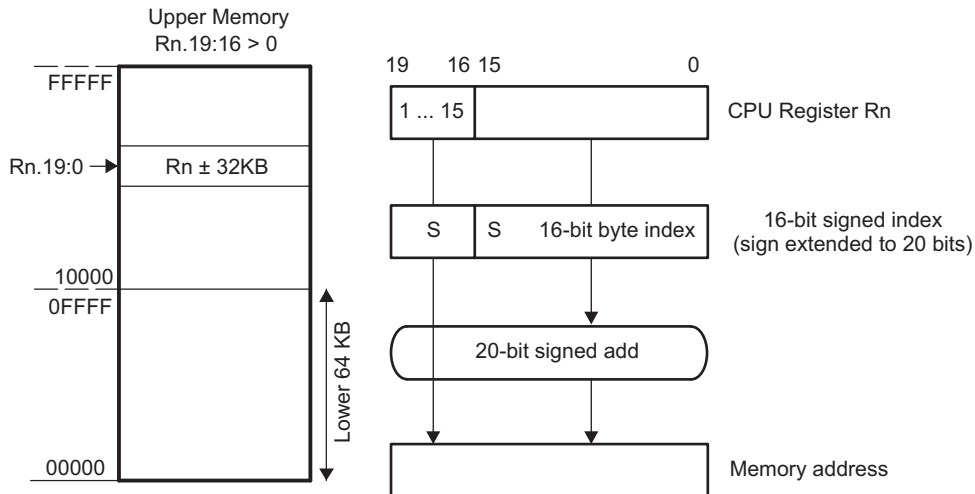 Upper Memory
Rn.19:16 > 0
FFFFF
Rn.19:0
Rn ± 32KB
10000
0FFFF
Lower 64 KB
00000
19 16 15 0
1 ... 15
CPU Register Rn
S S 16-bit byte index
16-bit signed index
(sign extended to 20 bits)
20-bit signed add
Memory address